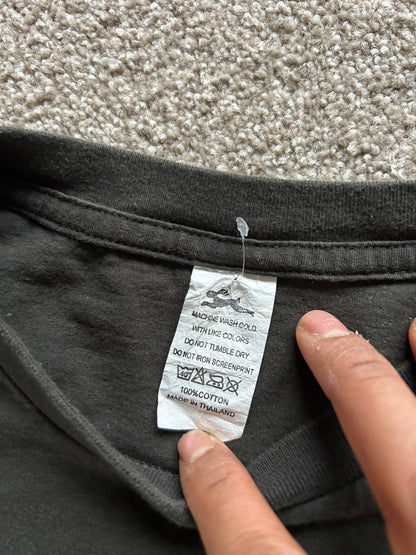 MACHINE WASH COLD
WITH LIKE COLORS
DO NOT TUMBLE DRY
DO NOT IRON SCREENPRINT
100%COTTON
MADE IN THAILAND